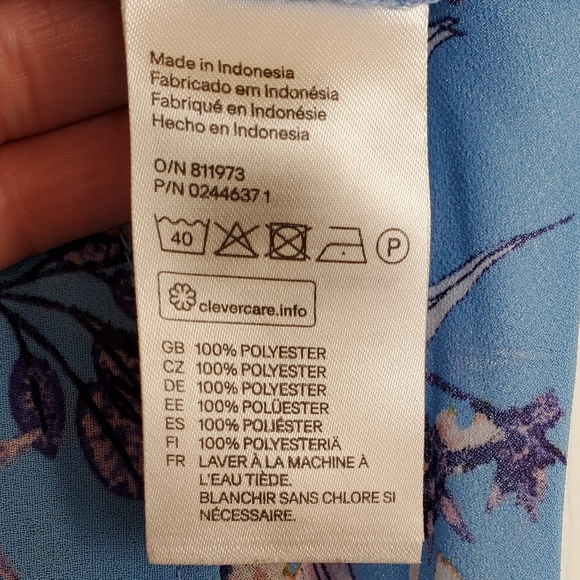 Made in Indonesia
Fabricado em Indonésia
Fabriqué en Indonésie
Hecho en Indonesia
O/N 811973
P/N 02446371
40 P
clevercare.info
GB 100% POLYESTER
CZ 100% POLYESTER
DE 100% POLYESTER
EE 100% POLÜESTER
ES 100% POLIÉSTER
FI 100% POLYESTERIÄ
FR LAVER À LA MACHINE À
L'EAU TIÈDE.
BLANCHIR SANS CHLORE SI
NÉCESSAIRE.